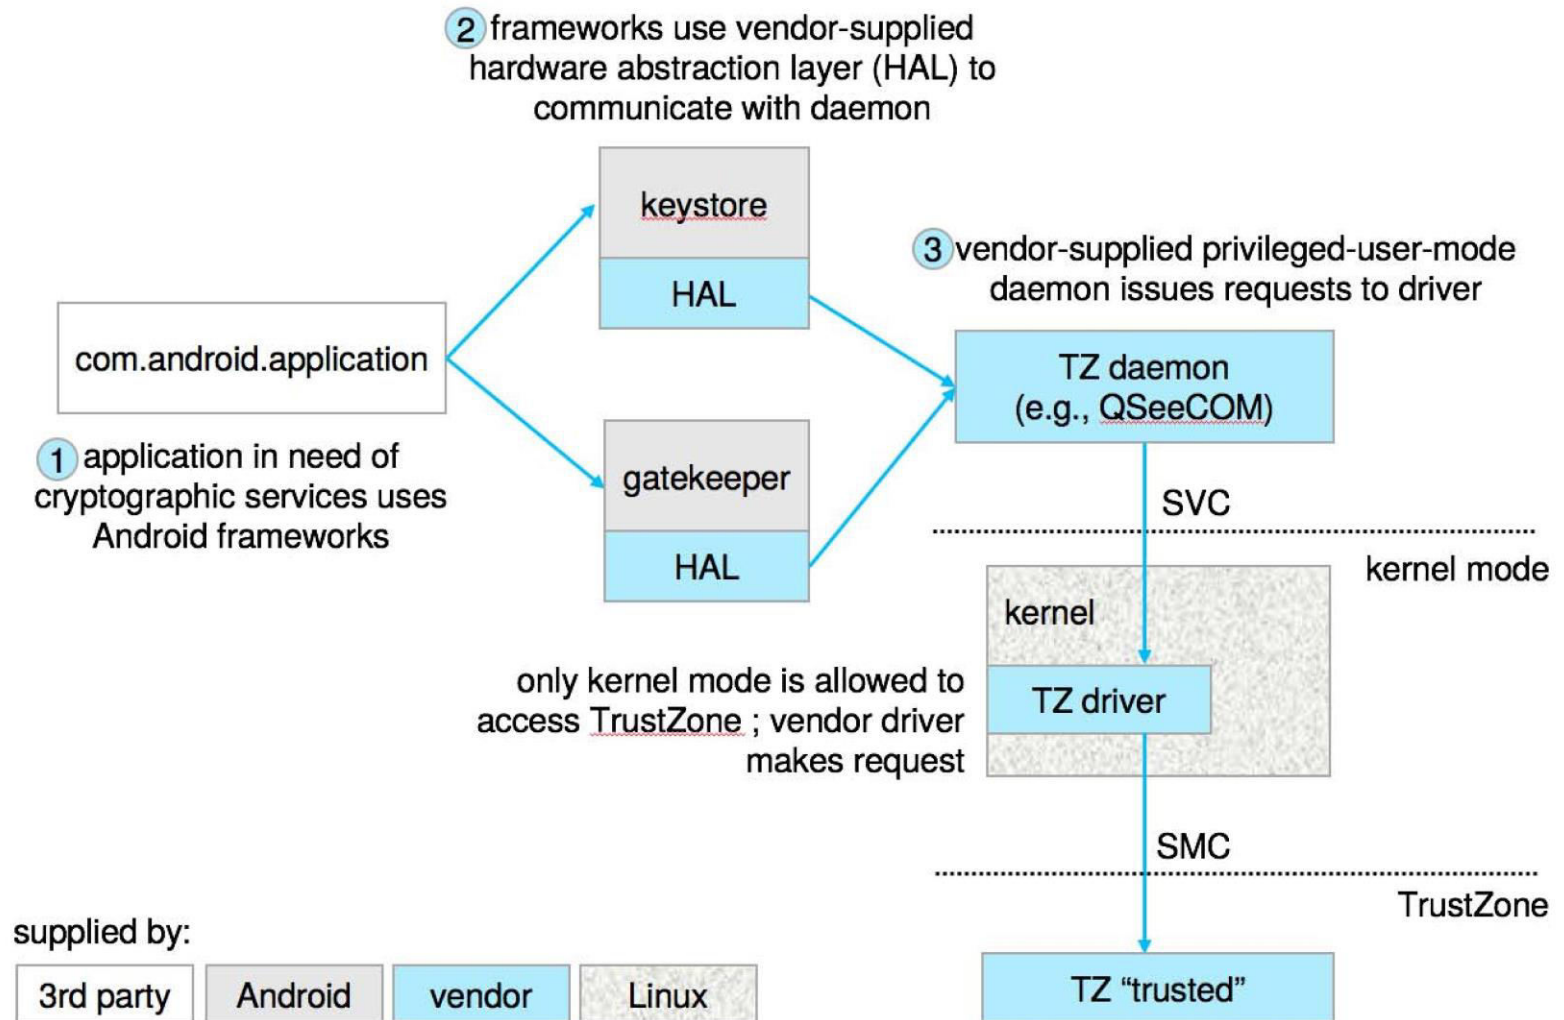 2 frameworks use vendor-supplied
hardware abstraction layer (HAL) to
communicate with daemon
keystore
HAL
3 vendor-supplied privileged-user-mode
daemon issues requests to driver
com.android.application
TZ daemon
(e.g., QSeeCOM)
1 application in need of
cryptographic services uses
Android frameworks
gatekeeper
HAL
SVC
kernel mode
kernel
TZ driver
only kernel mode is allowed to
access TrustZone ; vendor driver
makes request
SMC
TrustZone
TZ “trusted”
supplied by:
3rd party
Android
vendor
Linux